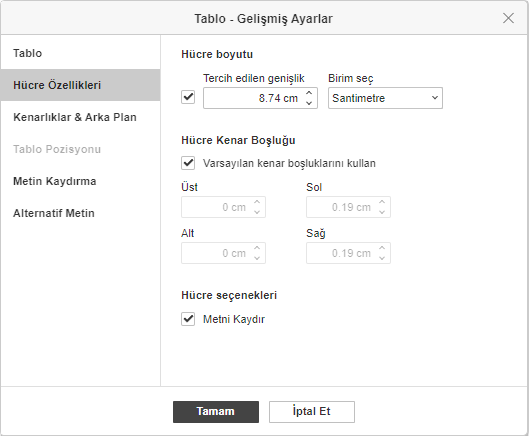 Tablo - Gelişmiş Ayarlar
Tablo
Hücre Özellikleri
Kenarlıklar & Arka Plan
Tablo Pozisyonu
Metin Kaydırma
Alternatif Metin
Hücre boyutu
Tercih edilen genişlik
Birim seç
8.74 cm
Santimetre
Hücre Kenar Boşluğu
Varsayılan kenar boşluklarını kullan
Üst
Sol
0 cm
0.19 cm
Alt
Sağ
0 cm
0.19 cm
Hücre seçenekleri
Metni Kaydır
Tamam
İptal Et